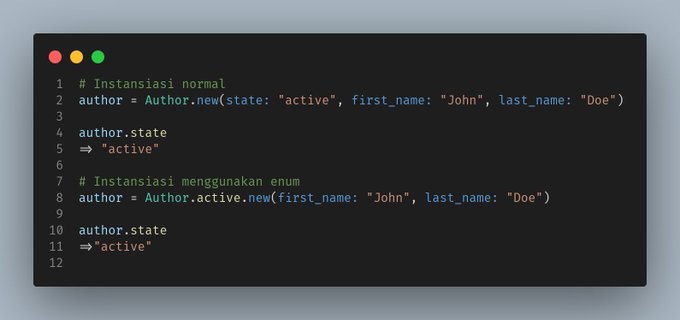 1 # Instansiasi normal
2 author = Author.new(state: "active", first_name: "John", last_name: "Doe")
3
4 author.state
5 => "active"
6
7 # Instansiasi menggunakan enum
8 author = Author.active.new(first_name: "John", last_name: "Doe")
9
10 author.state
11 =>"active"
12